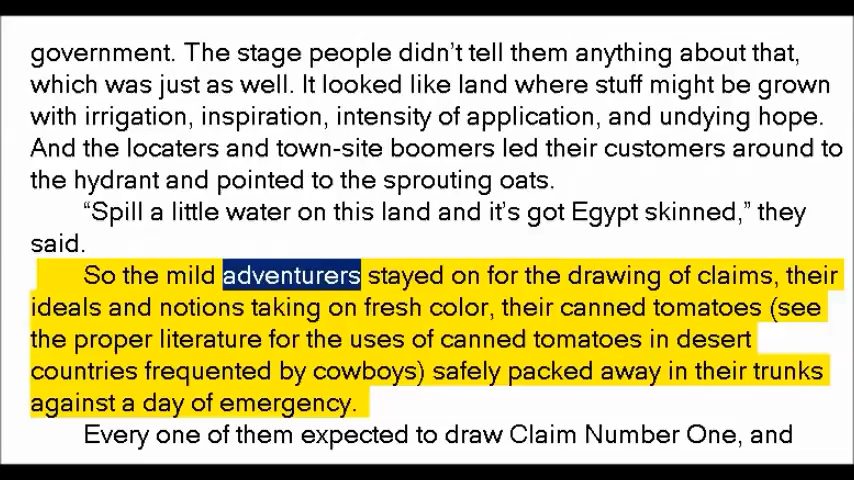 government. The stage people didn’t tell them anything about that,
which was just as well. It looked like land where stuff might be grown
with irrigation, inspiration, intensity of application, and undying hope.
And the locaters and town-site boomers led their customers around to
the hydrant and pointed to the sprouting oats.
“Spill a little water on this land and it’s got Egypt skinned,” they
said.
So the mild adventurers stayed on for the drawing of claims, their
ideals and notions taking on fresh color, their canned tomatoes (see
the proper literature for the uses of canned tomatoes in desert
countries frequented by cowboys) safely packed away in their trunks
against a day of emergency.
Every one of them expected to draw Claim Number One, and